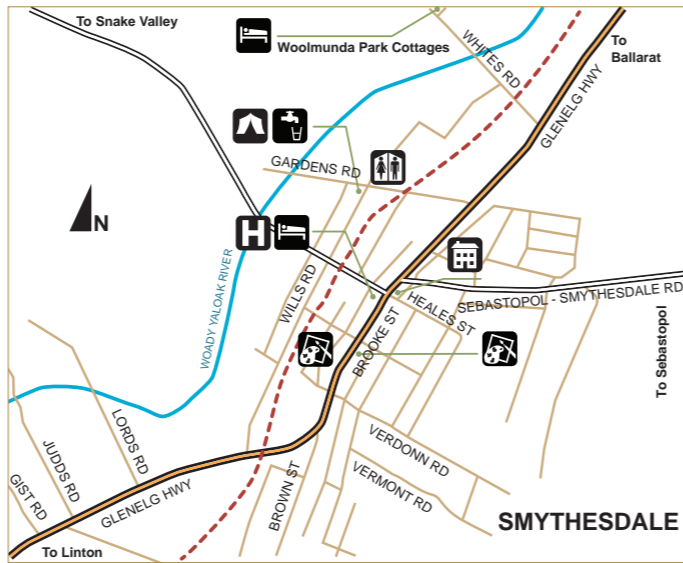 To Snake Valley
Woolmunda Park Cottages
WHITES RD
To
Ballarat
GLENELG HWY
GARDENS RD
N
H
WOADY YALOAK RIVER
WILLS RD
HEALES ST
SEBASTOPOL - SMYTHESDALE RD
BROOKE ST
To Sebastopol
LORDS RD
JUDDS RD
GIST RD
GLENELG HWY
VERDONN RD
VERMONT RD
BROWN ST
SMYTHESDALE
To Linton